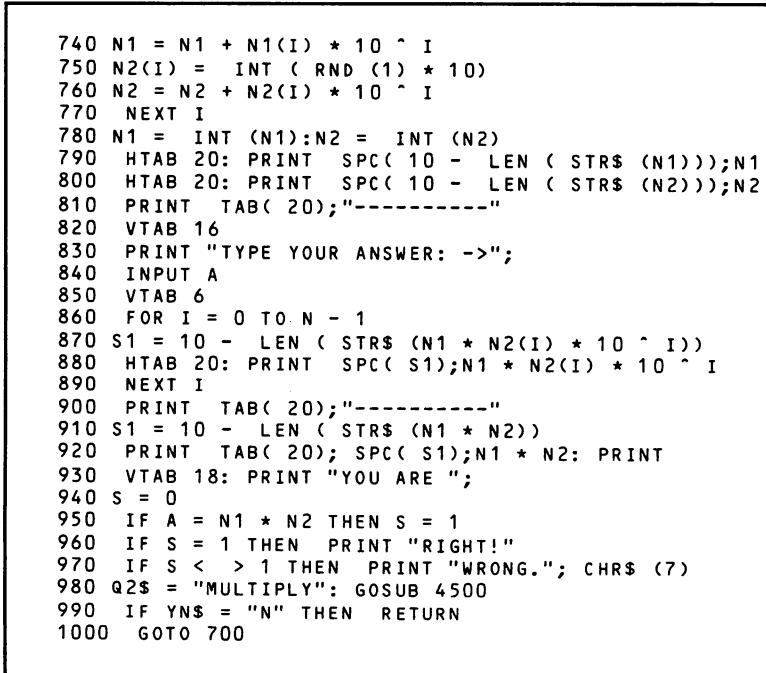 740 N1 = N1 + N1(I) * 10 ^ I
750 N2(I) =  INT ( RND (1) * 10)
760 N2 = N2 + N2(I) * 10 ^ I
770  NEXT I
780 N1 =  INT (N1):N2 =  INT (N2)
790  HTAB 20: PRINT  SPC( 10 -  LEN ( STR$ (N1)));N1
800  HTAB 20: PRINT  SPC( 10 -  LEN ( STR$ (N2)));N2
810  PRINT  TAB( 20);"----------"
820  VTAB 16
830  PRINT "TYPE YOUR ANSWER: ->";
840  INPUT A
850  VTAB 6
860  FOR I = 0 TO N - 1
870 S1 = 10 -  LEN ( STR$ (N1 * N2(I) * 10 ^ I))
880  HTAB 20: PRINT  SPC( S1);N1 * N2(I) * 10 ^ I
890  NEXT I
900  PRINT  TAB( 20);"----------"
910 S1 = 10 -  LEN ( STR$ (N1 * N2))
920  PRINT  TAB( 20); SPC( S1);N1 * N2: PRINT
930  VTAB 18: PRINT "YOU ARE ";
940 S = 0
950  IF A = N1 * N2 THEN S = 1
960  IF S = 1 THEN  PRINT "RIGHT!"
970  IF S <  > 1 THEN  PRINT "WRONG."; CHR$ (7)
980 Q2$ = "MULTIPLY": GOSUB 4500
990  IF YN$ = "N" THEN  RETURN
1000  GOTO 700